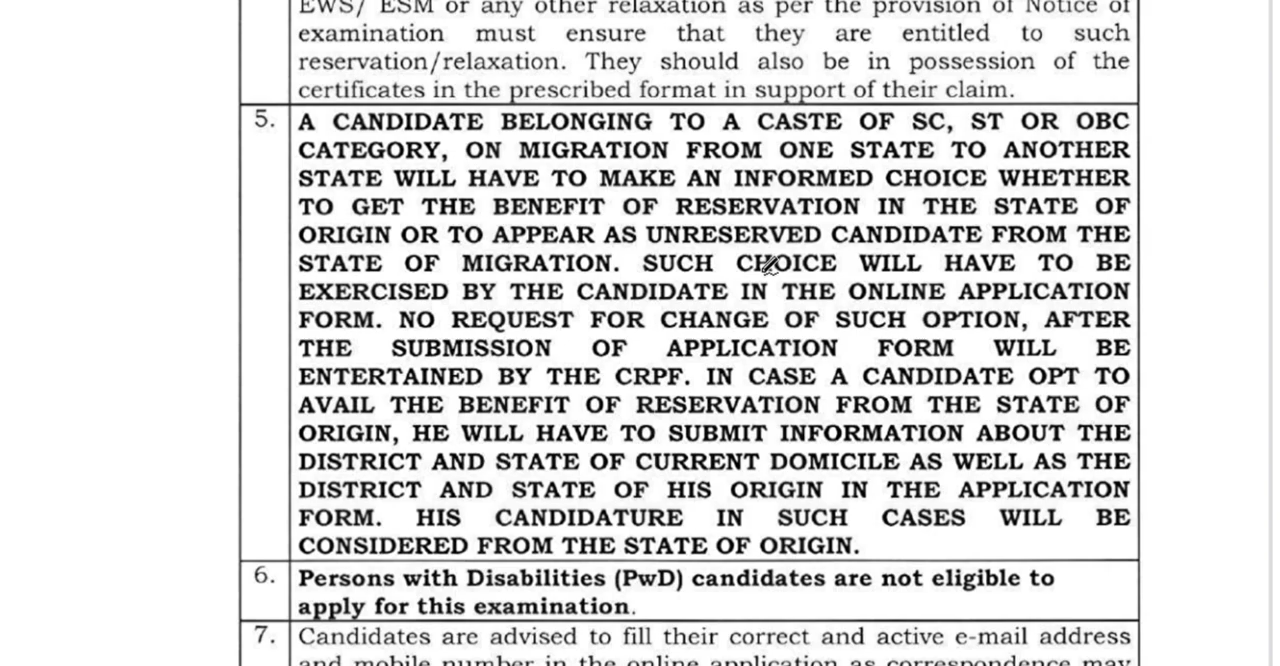 EWS/ ESM or any other relaxation as per the provision of Notice of
examination must ensure that they are entitled to such
reservation/relaxation. They should also be in possession of the
certificates in the prescribed format in support of their claim.
5. A CANDIDATE BELONGING TO A CASTE OF SC, ST OR OBC
CATEGORY, ON MIGRATION FROM ONE STATE TO ANOTHER
STATE WILL HAVE TO MAKE AN INFORMED CHOICE WHETHER
TO GET THE BENEFIT OF RESERVATION IN THE STATE OF
ORIGIN OR TO APPEAR AS UNRESERVED CANDIDATE FROM THE
STATE OF MIGRATION. SUCH CHOICE WILL HAVE TO BE
EXERCISED BY THE CANDIDATE IN THE ONLINE APPLICATION
FORM. NO REQUEST FOR CHANGE OF SUCH OPTION, AFTER
THE SUBMISSION OF APPLICATION FORM WILL BE
ENTERTAINED BY THE CRPF. IN CASE A CANDIDATE OPT TO
AVAIL THE BENEFIT OF RESERVATION FROM THE STATE OF
ORIGIN, HE WILL HAVE TO SUBMIT INFORMATION ABOUT THE
DISTRICT AND STATE OF CURRENT DOMICILE AS WELL AS THE
DISTRICT AND STATE OF HIS ORIGIN IN THE APPLICATION
FORM. HIS CANDIDATURE IN SUCH CASES WILL BE
CONSIDERED FROM THE STATE OF ORIGIN.
6. Persons with Disabilities (PwD) candidates are not eligible to
apply for this examination.
7. Candidates are advised to fill their correct and active e-mail address
and mobile number in the online application as correspondence may